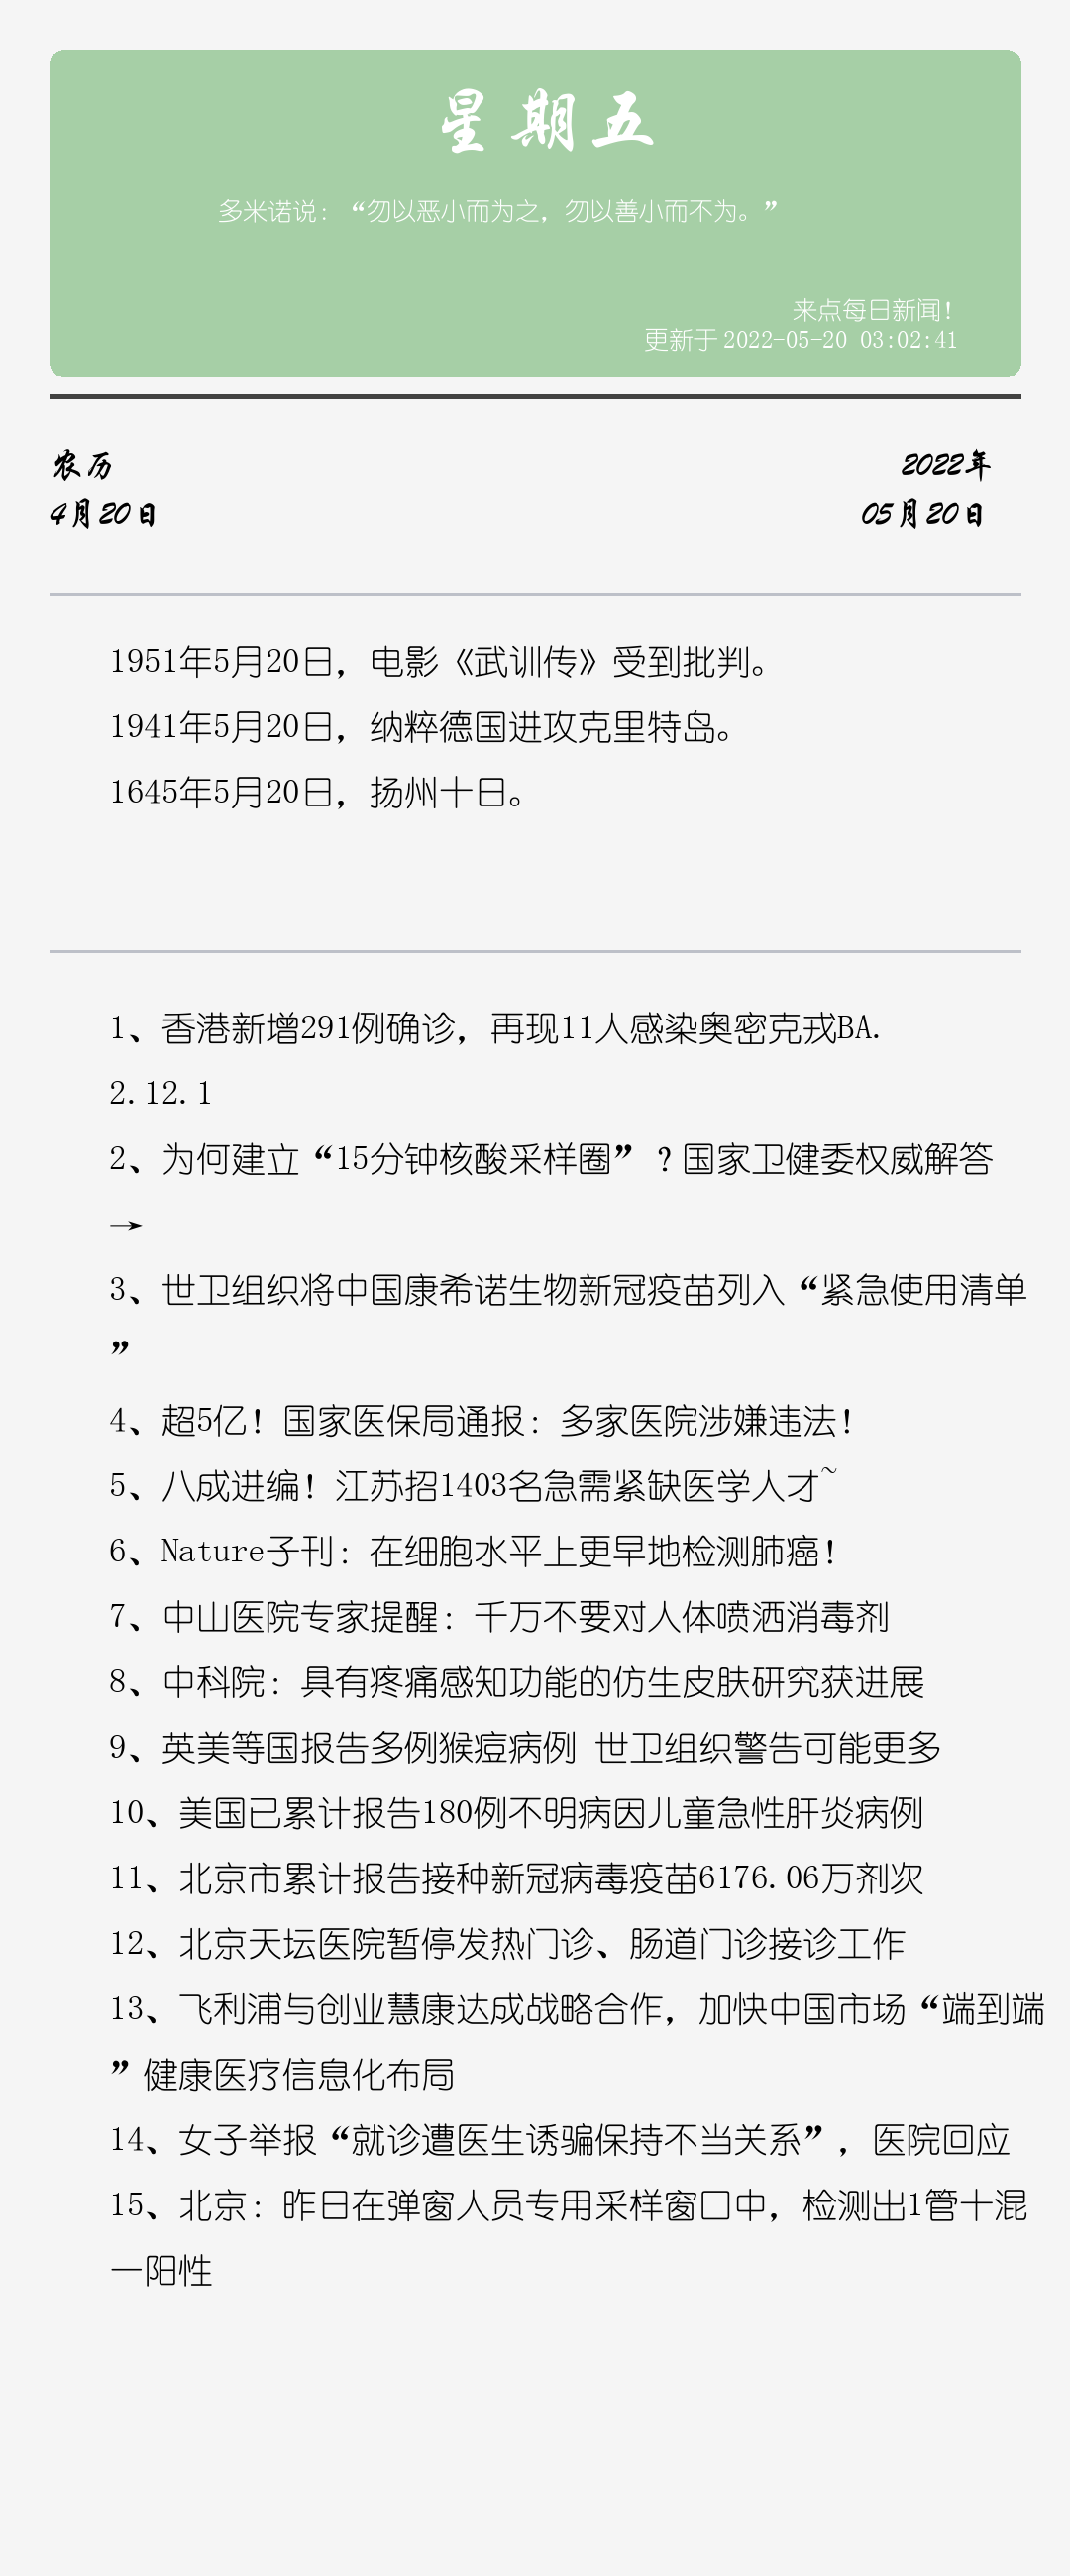 星期五
多米诺说：“勿以恶小而为之，勿以善小而不为。”
来点每日新闻！
更新于 2022-05-20 03:02:41
农历
2022年
4月20日
05月20日
1951年5月20日，电影《武训传》受到批判。
1941年5月20日，纳粹德国进攻克里特岛。
1645年5月20日，扬州十日。
1、香港新增291例确诊，再现11人感染奥密克戎BA.
2.12.1
2、为何建立“15分钟核酸采样圈”？国家卫健委权威解答
→
3、世卫组织将中国康希诺生物新冠疫苗列入“紧急使用清单
”
4、超5亿！国家医保局通报：多家医院涉嫌违法！
5、八成进编！江苏招1403名急需紧缺医学人才~
6、Nature子刊：在细胞水平上更早地检测肺癌！
7、中山医院专家提醒：千万不要对人体喷洒消毒剂
8、中科院：具有疼痛感知功能的仿生皮肤研究获进展
9、英美等国报告多例猴痘病例 世卫组织警告可能更多
10、美国已累计报告180例不明病因儿童急性肝炎病例
11、北京市累计报告接种新冠病毒疫苗6176.06万剂次
12、北京天坛医院暂停发热门诊、肠道门诊接诊工作
13、飞利浦与创业慧康达成战略合作，加快中国市场“端到端
”健康医疗信息化布局
14、女子举报“就诊遭医生诱骗保持不当关系”，医院回应
15、北京：昨日在弹窗人员专用采样窗口中，检测出1管十混
一阳性